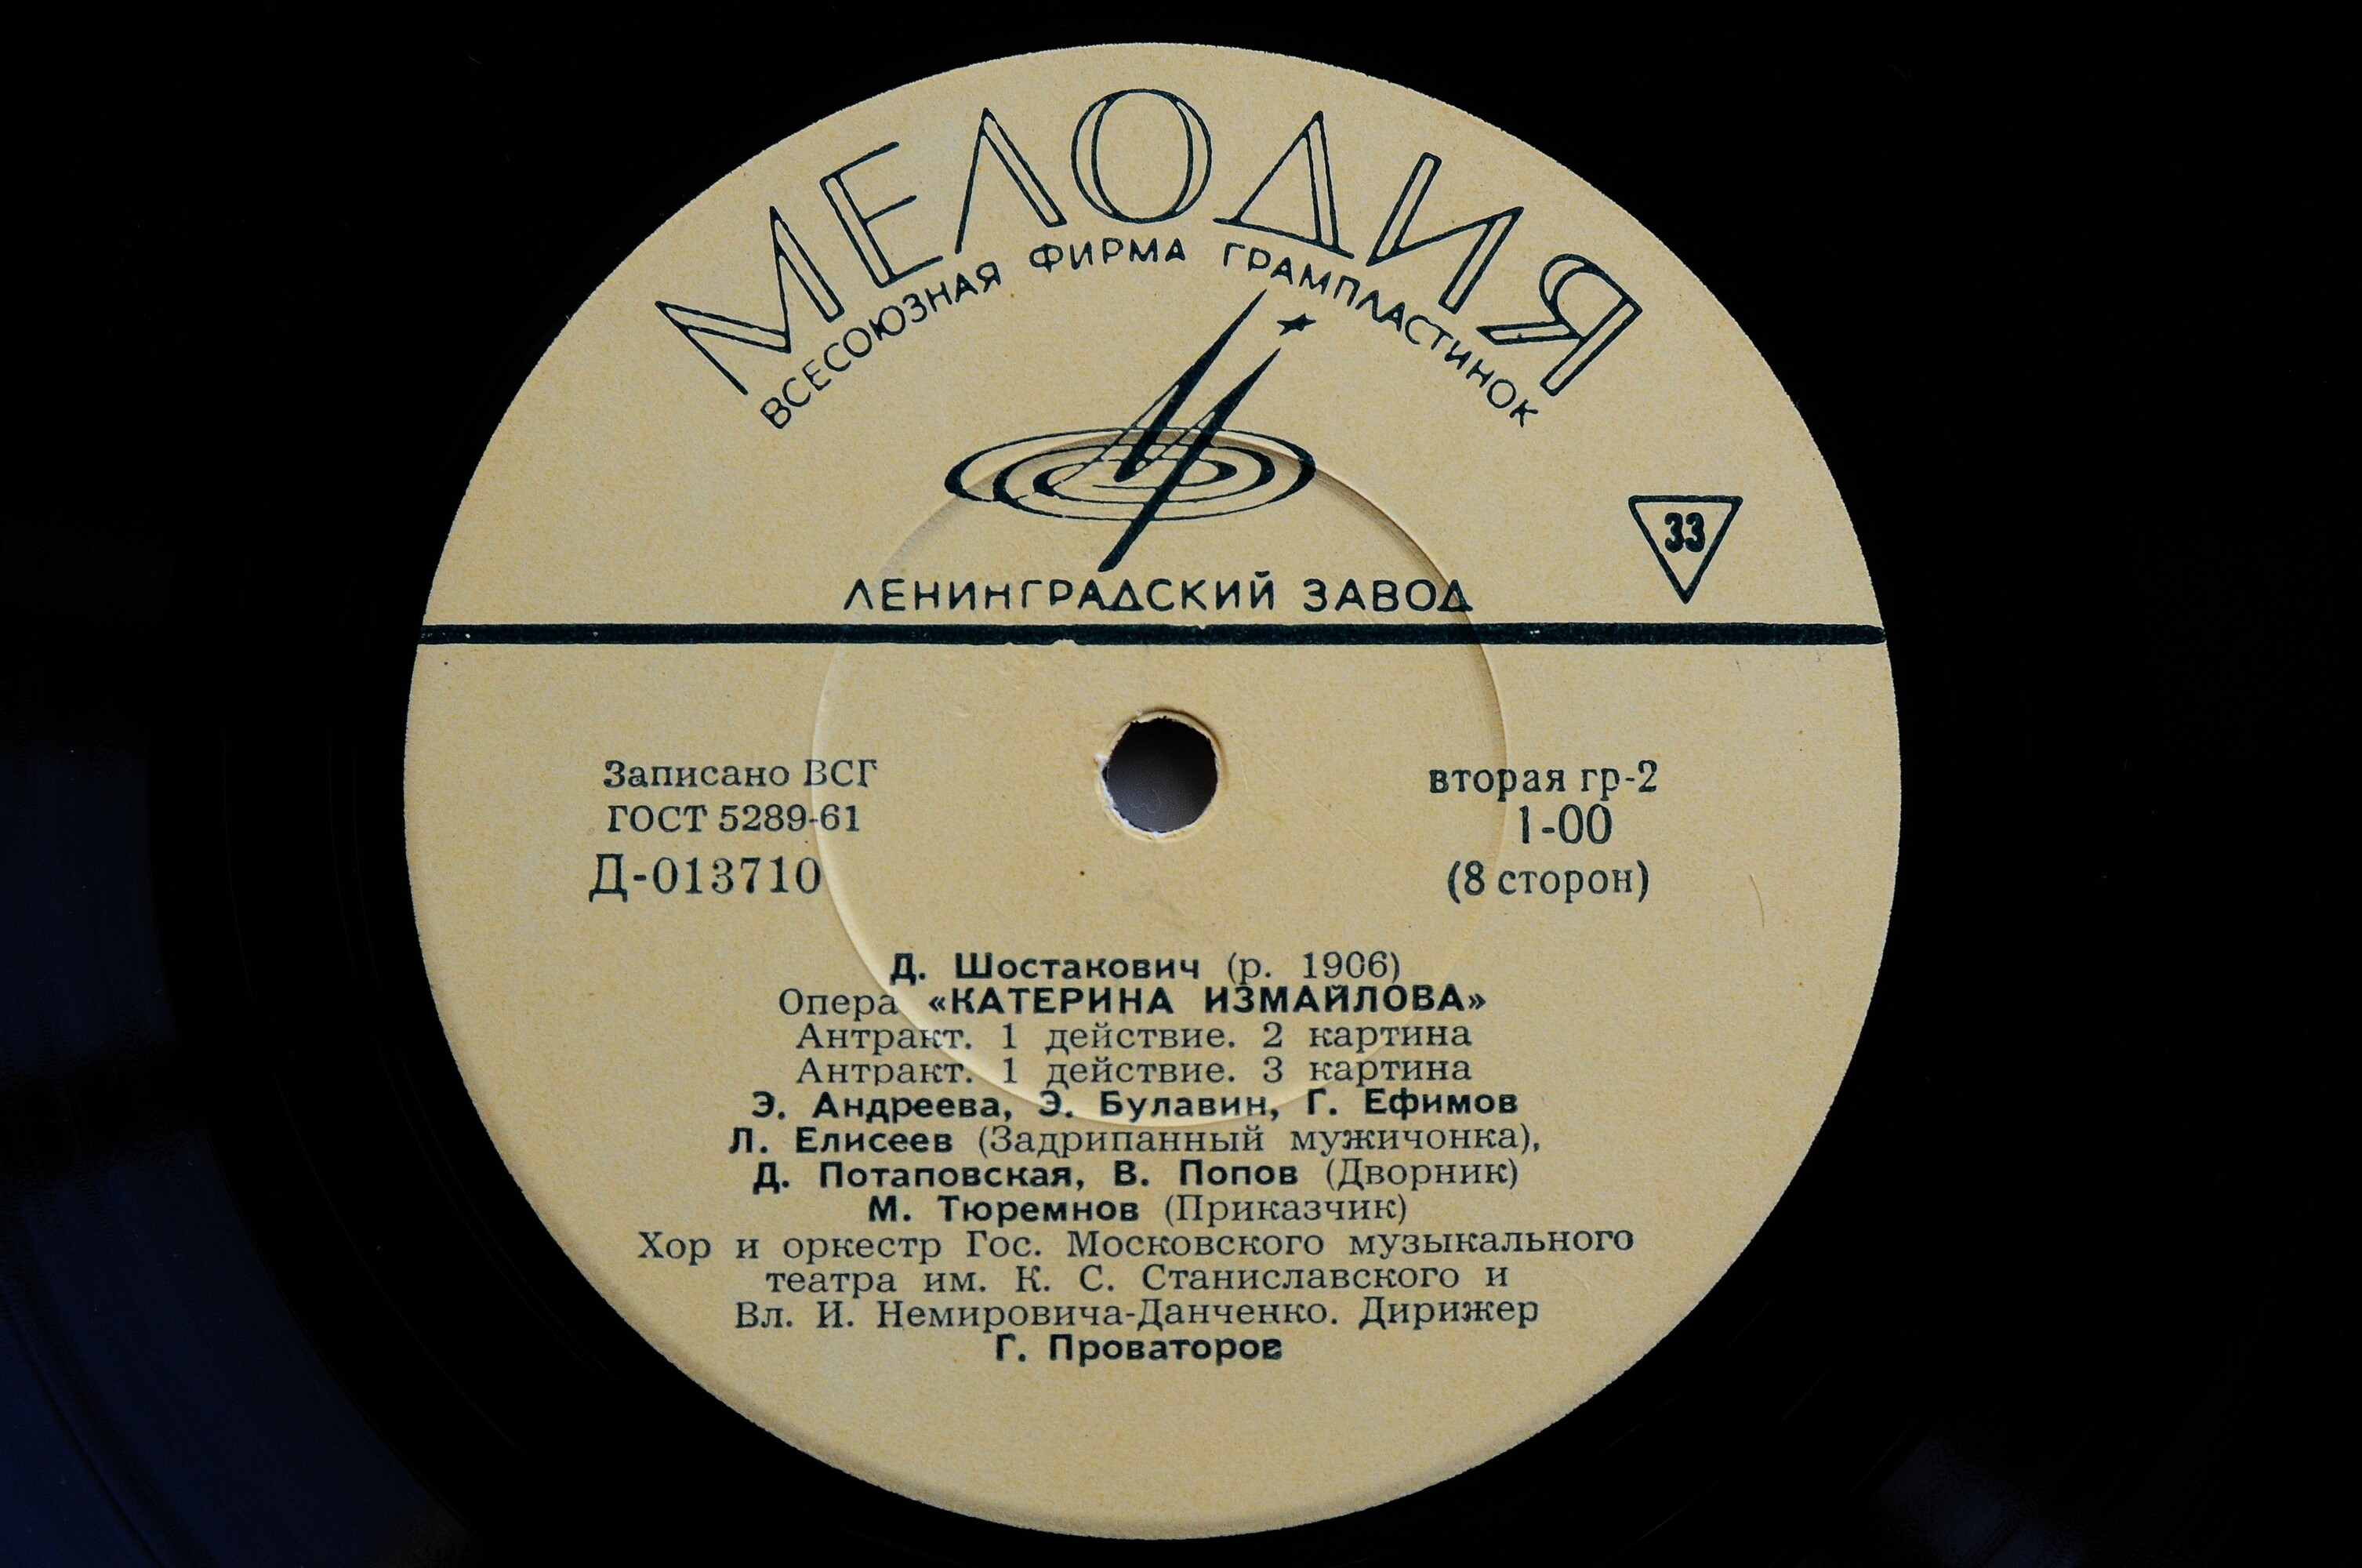 МЕЛОДИЯ
ВСЕСОЮЗНАЯ ФИРМА ГРАМПЛАСТИНОК
33
ЛЕНИНГРАДСКИЙ ЗАВОД
Записано ВСГ
ГОСТ 5289-61
Д-013710
вторая гр-2
1-00
(8 сторон)
Д. Шостакович (р. 1906)
Опера «КАТЕРИНА ИЗМАЙЛОВА»
Антракт. 1 действие. 2 картина
Антракт. 1 действие. 3 картина
Э. Андреева, Э. Булавин, Г. Ефимов
Л. Елисеев (Задрипанный мужичонка),
Д. Потаповская, В. Попов (Дворник)
М. Тюремнов (Приказчик)
Хор и оркестр Гос. Московского музыкального
театра им. К. С. Станиславского и
Вл. И. Немировича-Данченко. Дирижер
Г. Проваторов